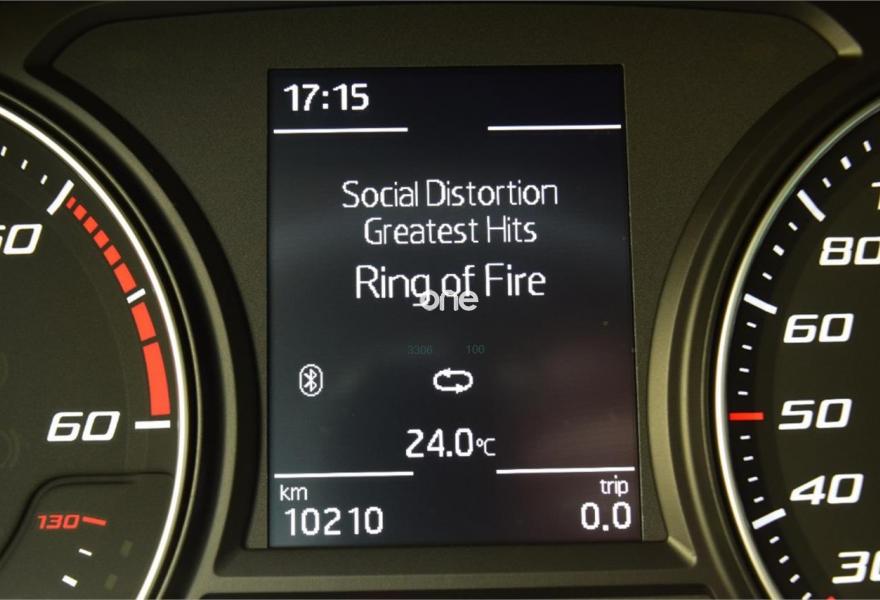 17:15
Social Distortion
Greatest Hits
Ring of Fire
one
3306 100
24.0°C
km
trip
10210
0.0
60
130
80
60
50
40
30